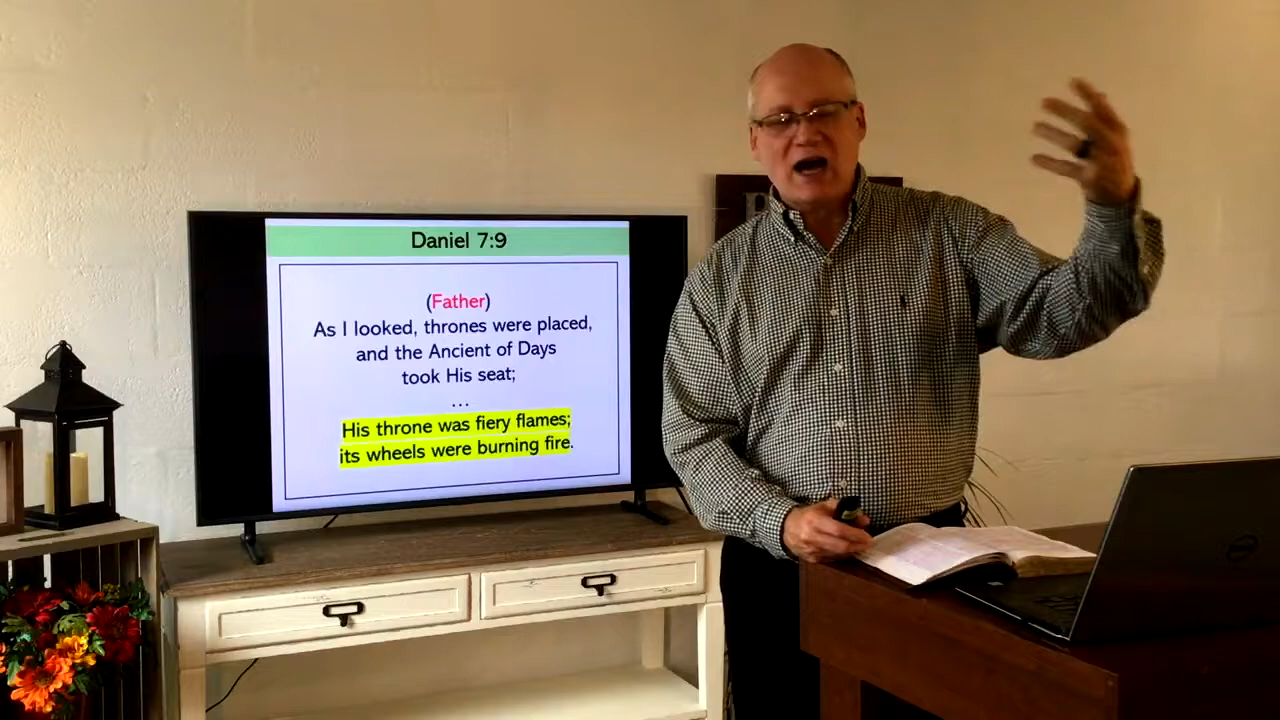 Daniel 7:9
(Father)
As I looked, thrones were placed,
and the Ancient of Days
took His seat;
...
His throne was fiery flames;
its wheels were burning fire.
DELL